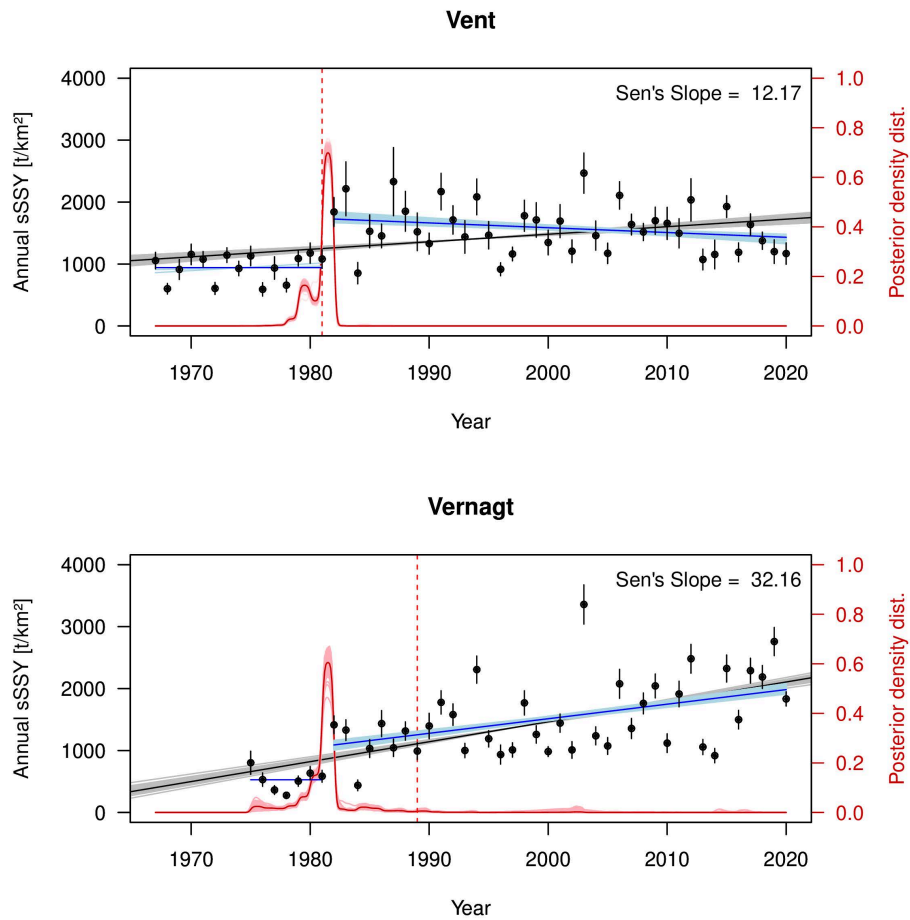 Vent
Annual sSSY [t/km²]
4000
3000
2000
1000
0
Sen's Slope = 12.17
1.0
0.8
0.6
0.4
0.2
0.0
Posterior density dist.
1970 1980 1990 2000 2010 2020
Year
Vernagt
Annual sSSY [t/km²]
4000
3000
2000
1000
0
Sen's Slope = 32.16
1.0
0.8
0.6
0.4
0.2
0.0
Posterior density dist.
1970 1980 1990 2000 2010 2020
Year